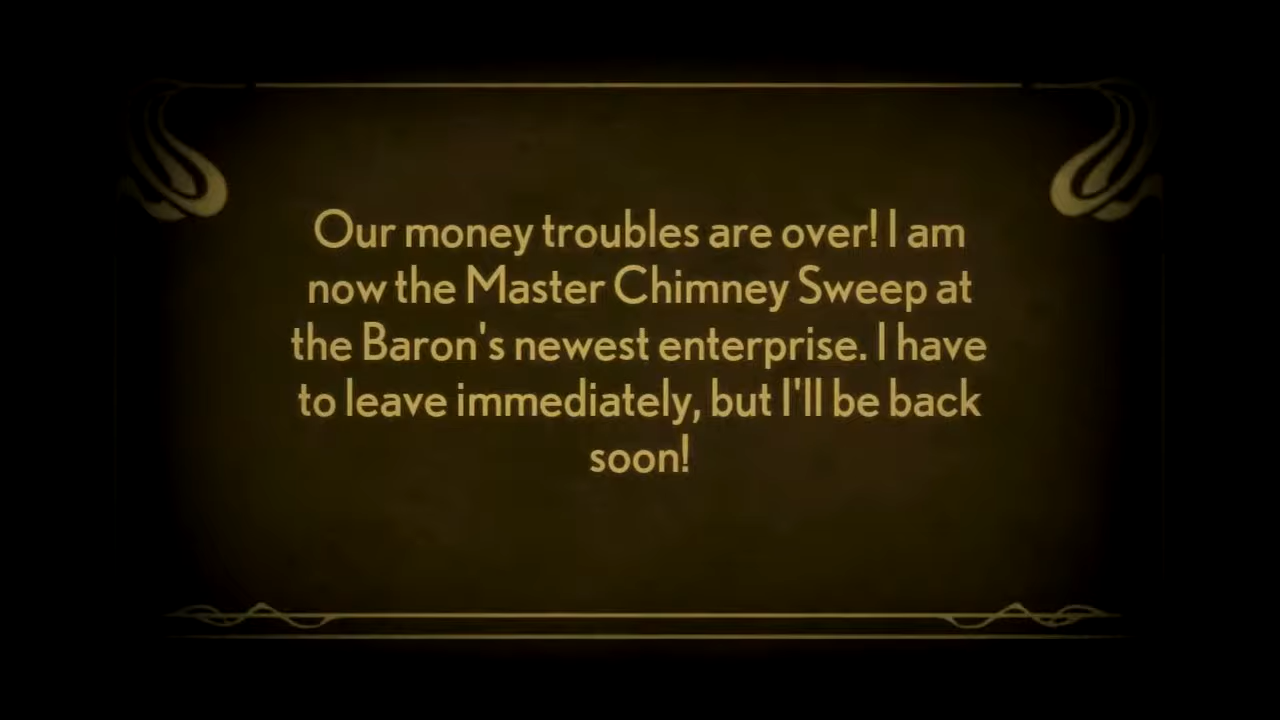 Our money troubles are over! I am
now the Master Chimney Sweep at
the Baron's newest enterprise. I have
to leave immediately, but I'll be back
soon!